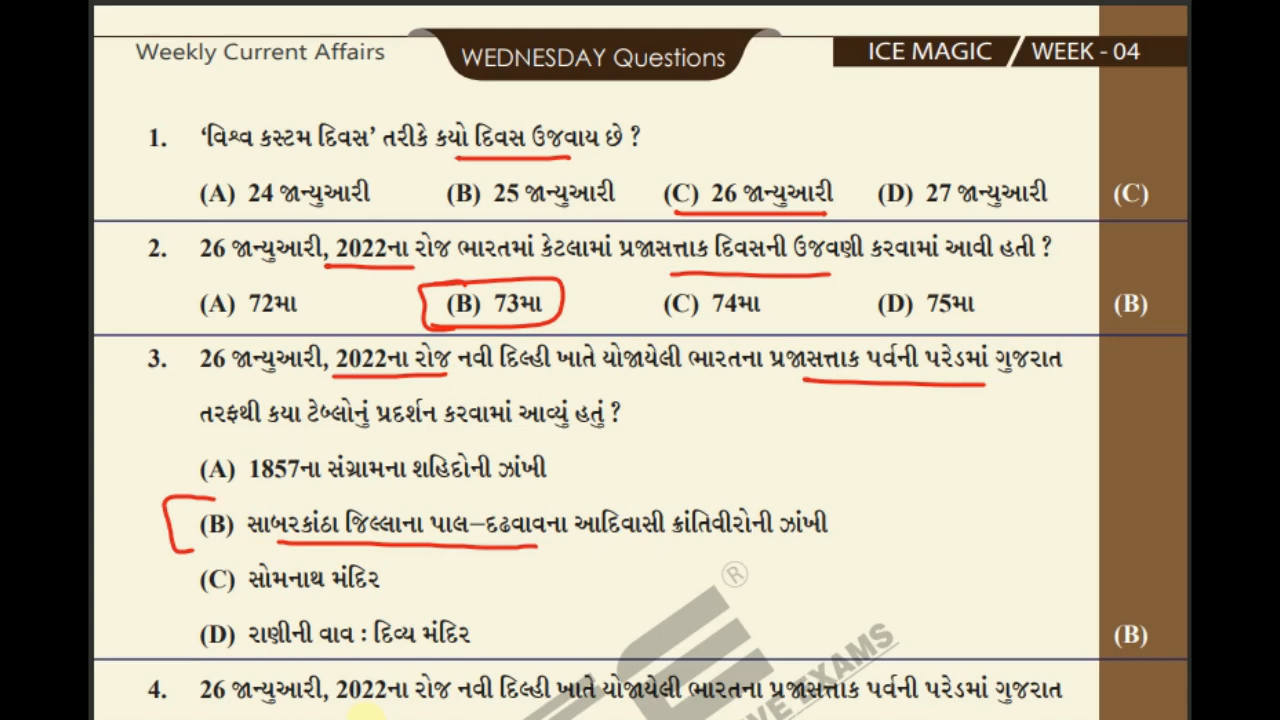 Weekly Current Affairs WEDNESDAY Questions ICE MAGIC / WEEK - 04
1. ‘વિશ્વ કસ્ટમ દિવસ’ તરીકે કયો દિવસ ઉજવાય છે ?
(A) 24 જાન્યુઆરી (B) 25 જાન્યુઆરી (C) 26 જાન્યુઆરી (D) 27 જાન્યુઆરી (C)
2. 26 જાન્યુઆરી, 2022ના રોજ ભારતમાં કેટલામાં પ્રજાસત્તાક દિવસની ઉજવણી કરવામાં આવી હતી ?
(A) 72મા (B) 73મા (C) 74મા (D) 75મા (B)
3. 26 જાન્યુઆરી, 2022ના રોજ નવી દિલ્હી ખાતે યોજાયેલી ભારતના પ્રજાસત્તાક પર્વની પરેડમાં ગુજરાત
તરફથી કયા ટેબ્લોનું પ્રદર્શન કરવામાં આવ્યું હતું ?
(A) 1857ના સંગ્રામના શહિદોની ઝાંખી
(B) સાબરકાંઠા જિલ્લાના પાલ–દઢવાવના આદિવાસી ક્રાંતિવીરોની ઝાંખી
(C) સોમનાથ મંદિર
®
(D) રાણીની વાવ : દિવ્ય મંદિર (B)
EXAMS
4. 26 જાન્યુઆરી, 2022ના રોજ નવી દિલ્હી ખાતે યોજાયેલી ભારતના પ્રજાસત્તાક પર્વની પરેડમાં ગુજરાત